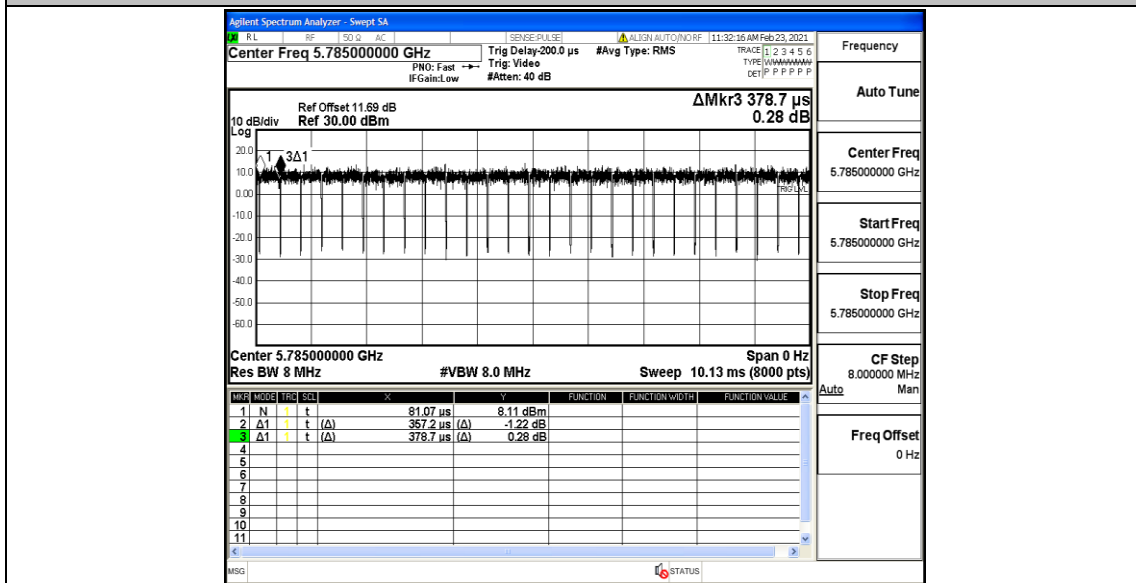 Agilent Spectrum Analyzer - Swept SA
RL RF 50 Ω AC SENSE:PULSE ALIGN AUTO/NO RF 11:32:16 AM Feb 23, 2021
Center Freq 5.785000000 GHz
PNO: Fast
IFGain:Low
Trig Delay-200.0 µs
Trig: Video
#Atten: 40 dB
#Avg Type: RMS
TRACE 1 2 3 4 5 6
TYPE
DET P P P P P P
Ref Offset 11.69 dB
10 dB/div Ref 30.00 dBm
Log
ΔMkr3 378.7 µs
0.28 dB
1 3Δ1
20.0
10.0
0.00
TRIG LVL
-10.0
-20.0
-30.0
-40.0
-50.0
-60.0
Center 5.785000000 GHz Span 0 Hz
Res BW 8 MHz #VBW 8.0 MHz Sweep 10.13 ms (8000 pts)
MKR MODE TRC SCL X Y FUNCTION FUNCTION WIDTH FUNCTION VALUE
1 N 1 t 81.07 µs 8.11 dBm
2 Δ1 1 t (Δ) 357.2 µs (Δ) -1.22 dB
3 Δ1 1 t (Δ) 378.7 µs (Δ) 0.28 dB
4
5
6
7
8
9
10
11
MSG STATUS
Frequency
Auto Tune
Center Freq
5.785000000 GHz
Start Freq
5.785000000 GHz
Stop Freq
5.785000000 GHz
CF Step
8.000000 MHz
Auto Man
Freq Offset
0 Hz